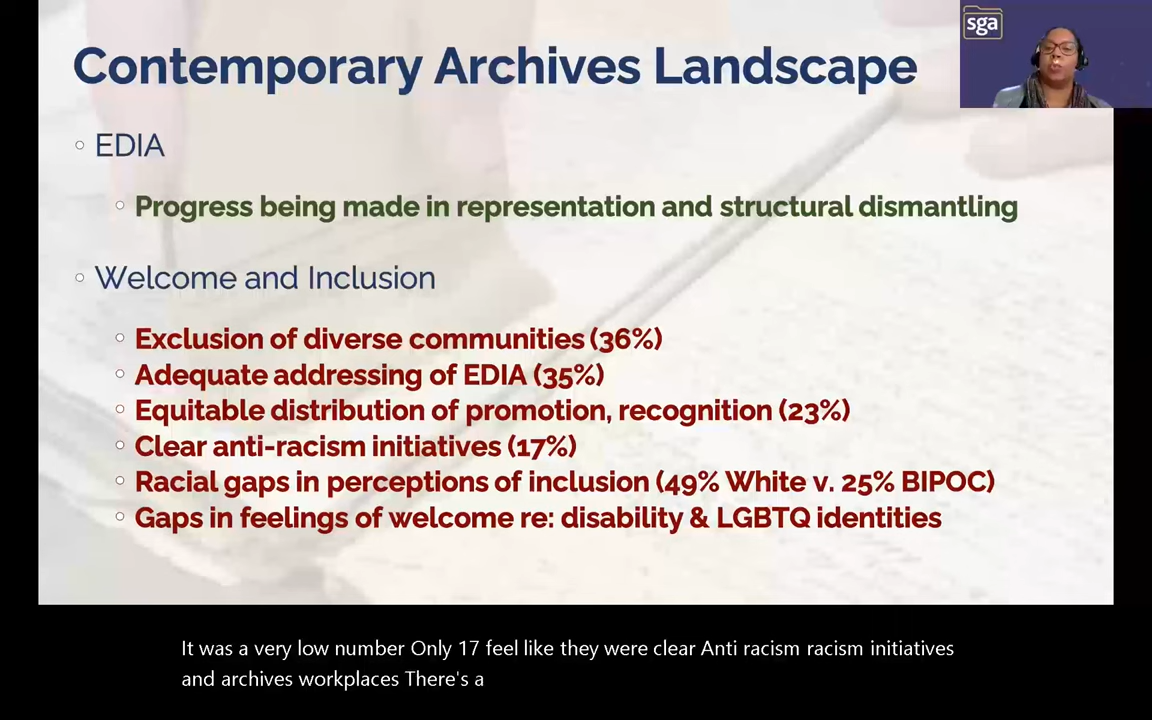 Contemporary Archives Landscape
sga
EDIA
Progress being made in representation and structural dismantling
Welcome and Inclusion
Exclusion of diverse communities (36%)
Adequate addressing of EDIA (35%)
Equitable distribution of promotion, recognition (23%)
Clear anti-racism initiatives (17%)
Racial gaps in perceptions of inclusion (49% White v. 25% BIPOC)
Gaps in feelings of welcome re: disability & LGBTQ identities
It was a very low number Only 17 feel like they were clear Anti racism racism initiatives
and archives workplaces There's a